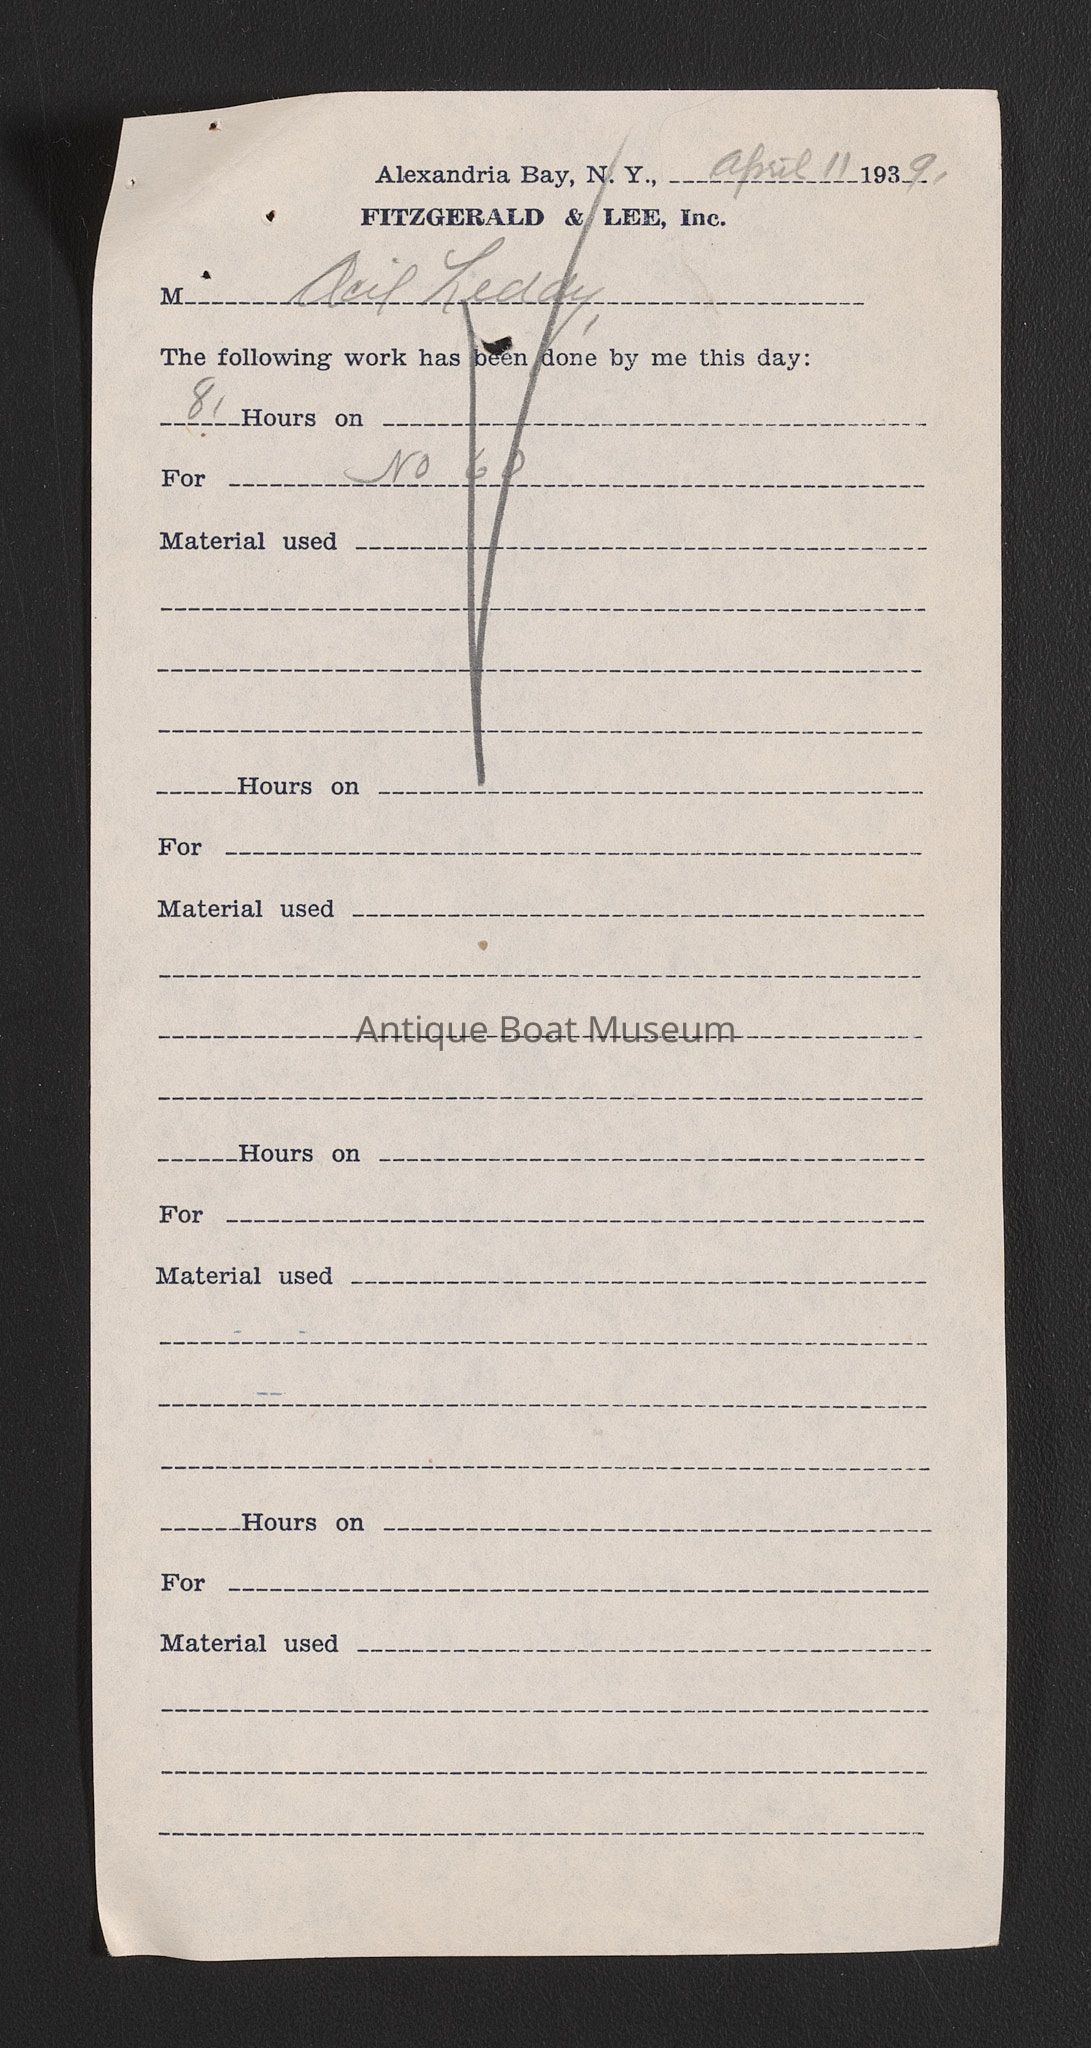 Alexandria Bay, N. Y., April 11 1939.
FITZGERALD & LEE, Inc.
M Leddy,
The following work has been done by me this day:
8, Hours on
For No 60
Material used
Hours on
For
Material used
Antique Boat Museum
Hours on
For
Material used
Hours on
For
Material used